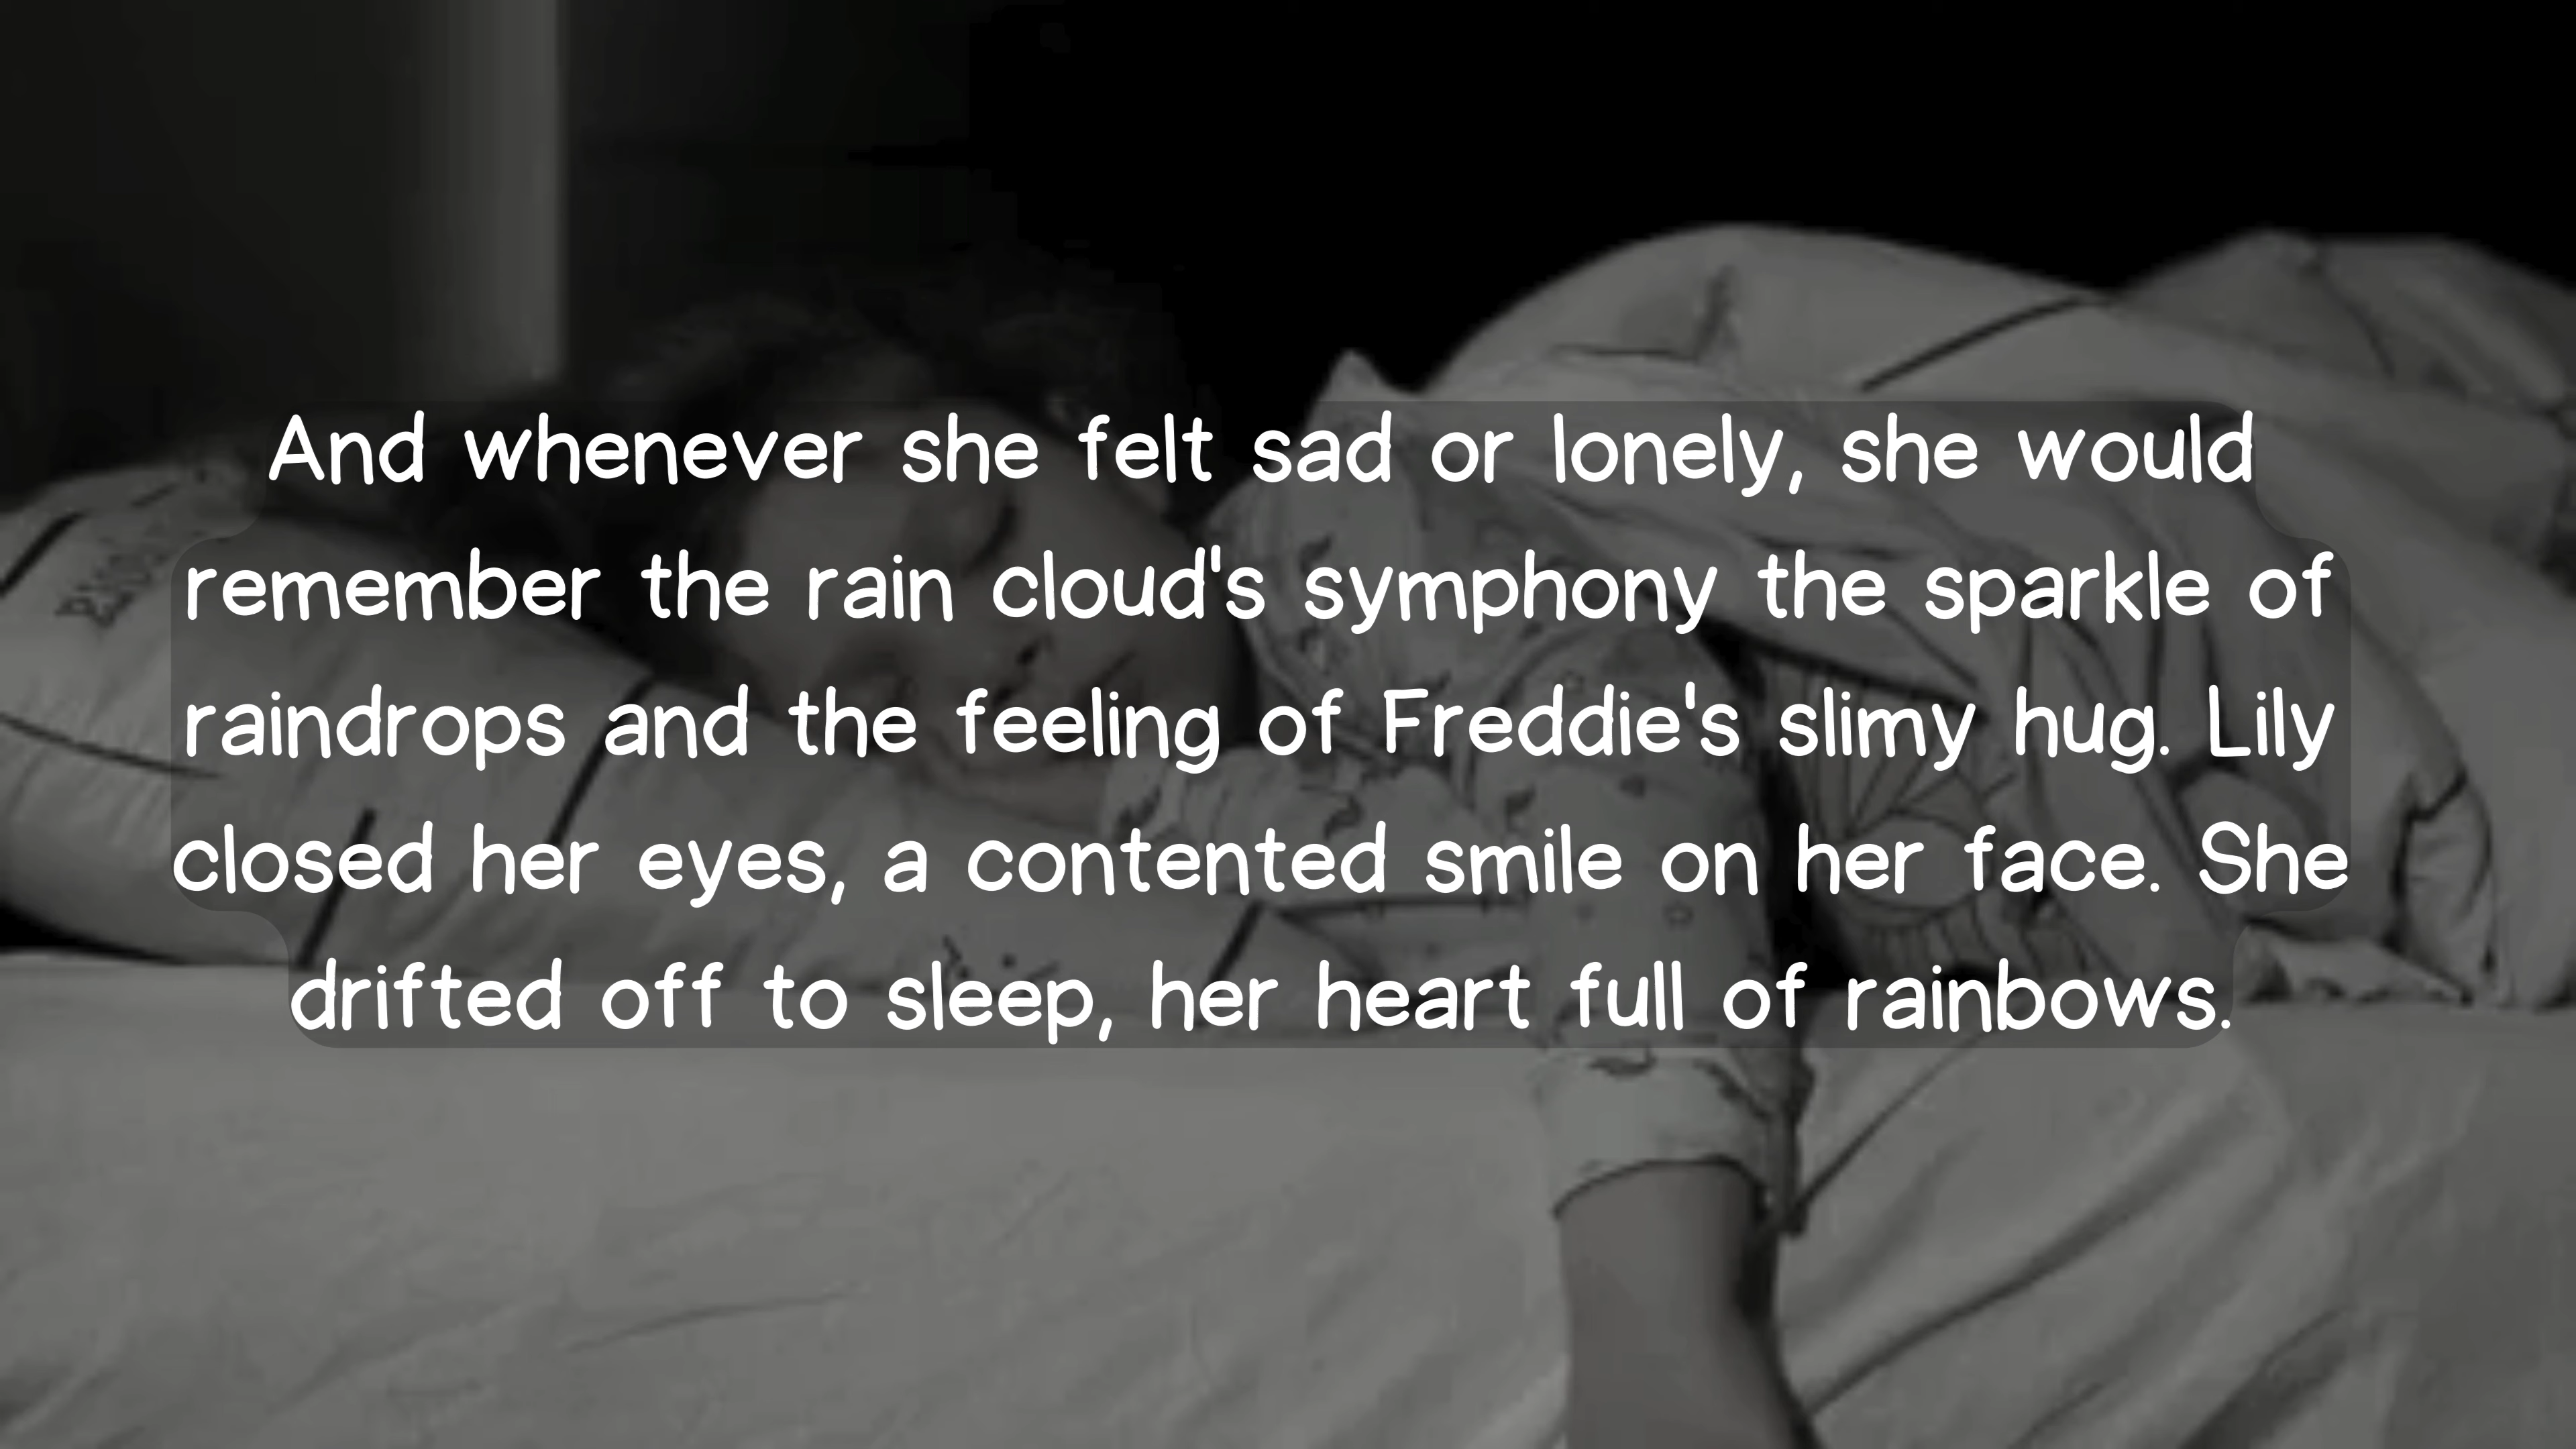 And whenever she felt sad or lonely, she would
remember the rain cloud's symphony the sparkle of
raindrops and the feeling of Freddie's slimy hug. Lily
closed her eyes, a contented smile on her face. She
drifted off to sleep, her heart full of rainbows.